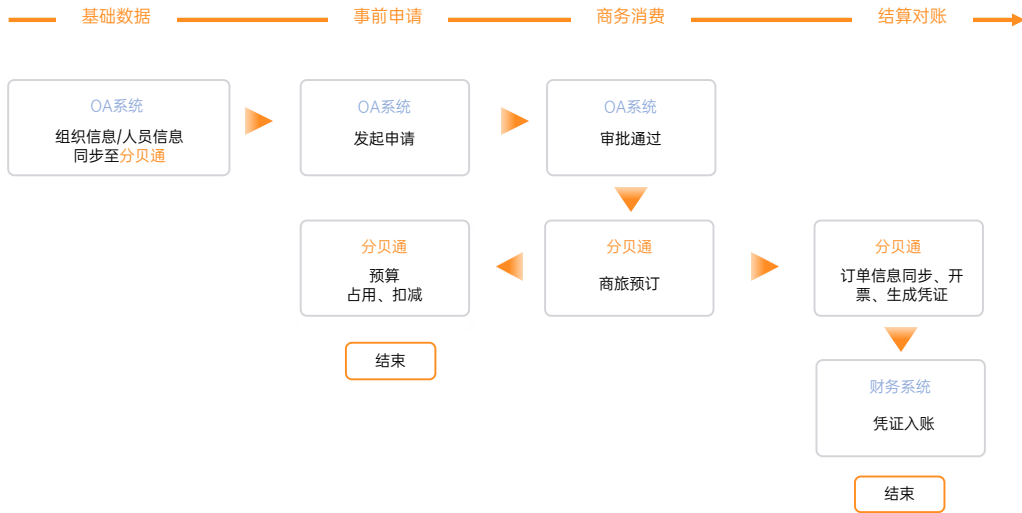 基础数据
事前申请
商务消费
结算对账
OA系统
组织信息/人员信息
同步至分贝通
OA系统
发起申请
OA系统
审批通过
分贝通
预算
占用、扣减
分贝通
商旅预订
分贝通
订单信息同步、开
票、生成凭证
结束
财务系统
凭证入账
结束